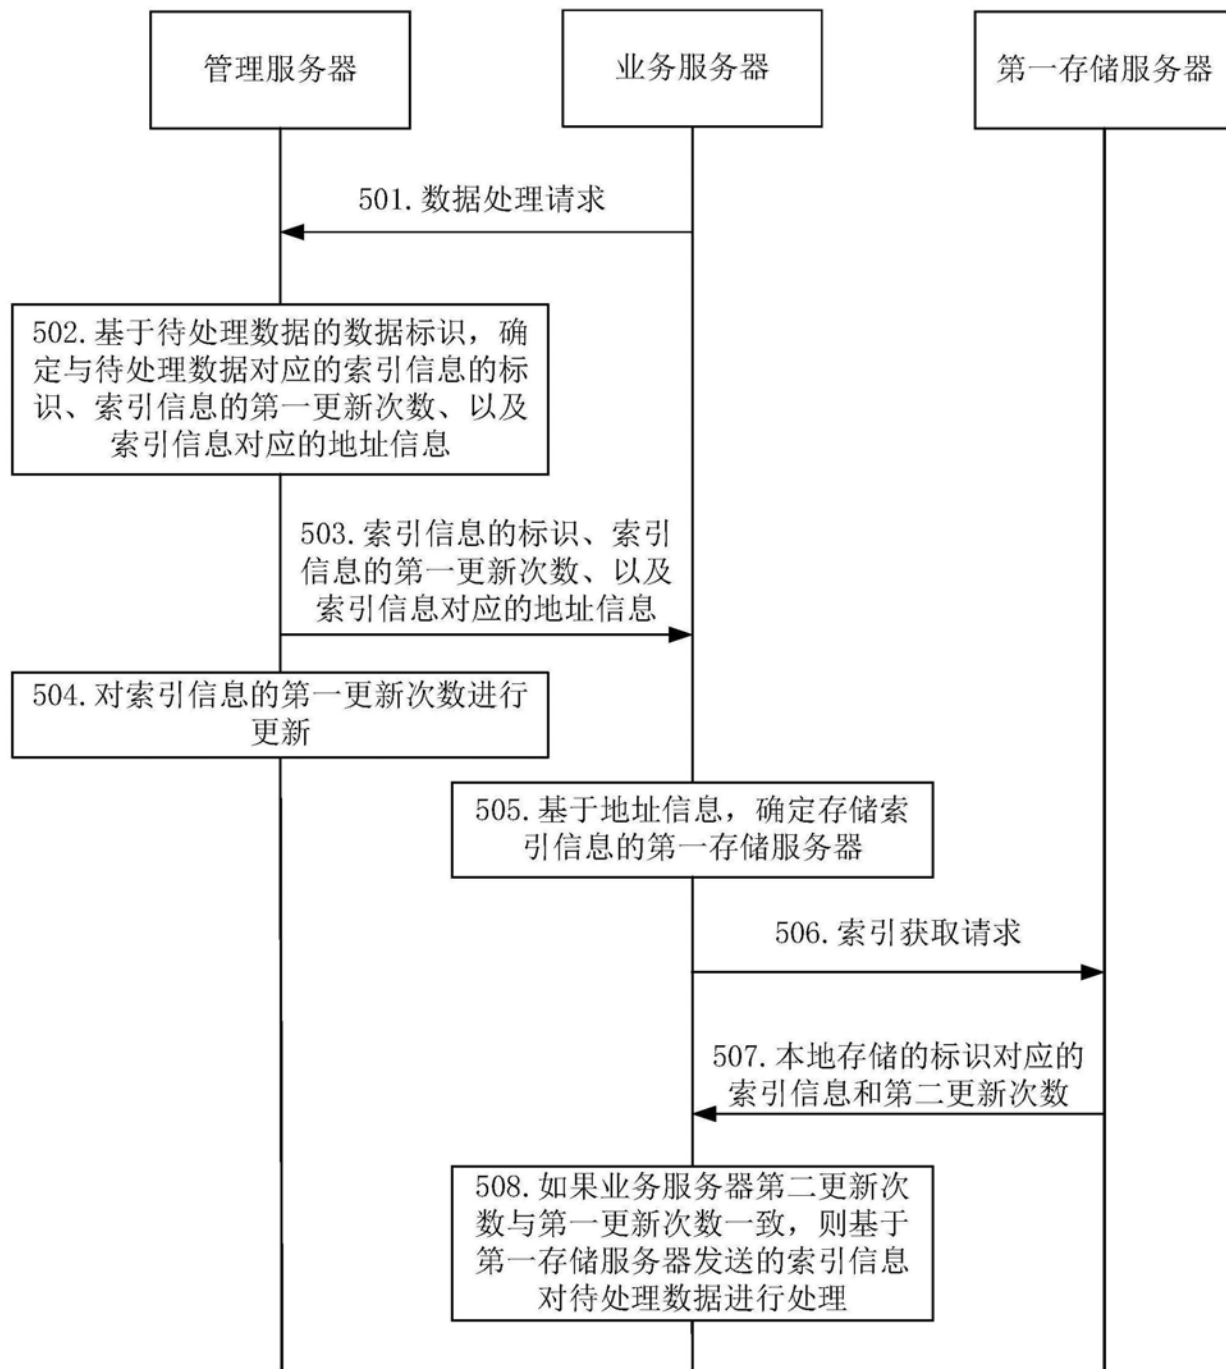 管理服务器
业务服务器
第一存储服务器
501.数据处理请求
502.基于待处理数据的数据标识，确
定与待处理数据对应的索引信息的标
识、索引信息的第一更新次数、以及
索引信息对应的地址信息
503.索引信息的标识、索引
信息的第一更新次数、以及
索引信息对应的地址信息
504.对索引信息的第一更新次数进行
更新
505.基于地址信息，确定存储索
引信息的第一存储服务器
506.索引获取请求
507.本地存储的标识对应的
索引信息和第二更新次数
508.如果业务服务器第二更新次
数与第一更新次数一致，则基于
第一存储服务器发送的索引信息
对待处理数据进行处理